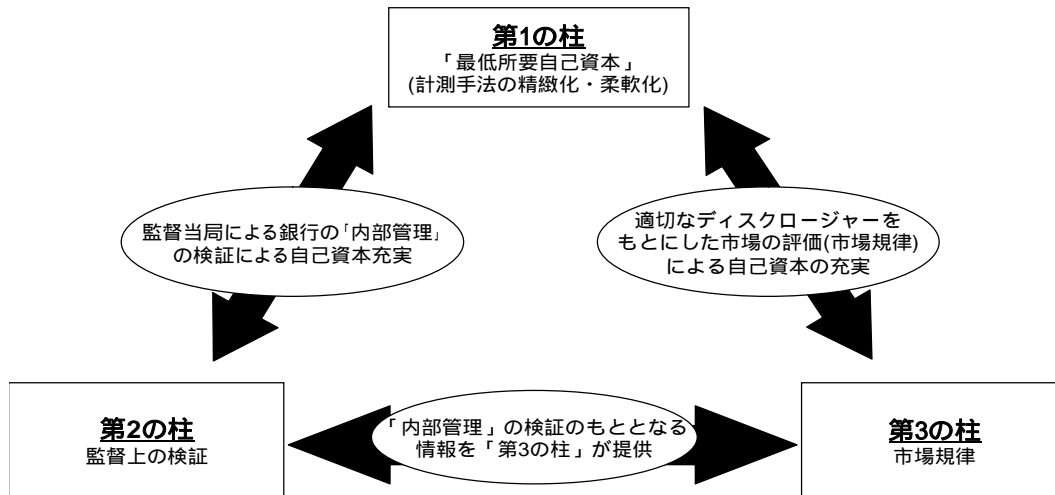 第1の柱
「最低所要自己資本」
(計測手法の精緻化・柔軟化)
監督当局による銀行の「内部管理」
の検証による自己資本充実
適切なディスクロージャーを
もとにした市場の評価(市場規律)
による自己資本の充実
第2の柱
監督上の検証
「内部管理」の検証のもととなる
情報を「第3の柱」が提供
第3の柱
市場規律